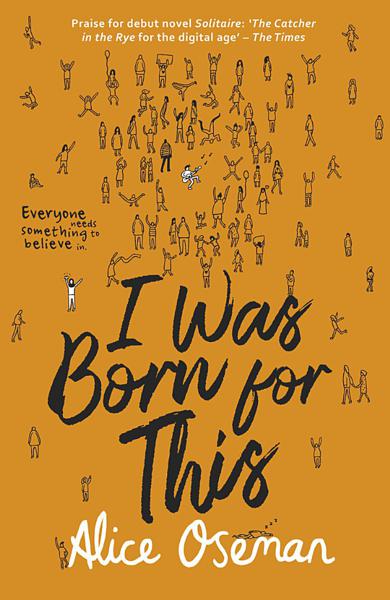 Praise for debut novel Solitaire: ‘The Catcher
in the Rye for the digital age’ – The Times
Everyone
needs
something to
believe in.
I Was
Born for
This
zzz
Alice Oseman